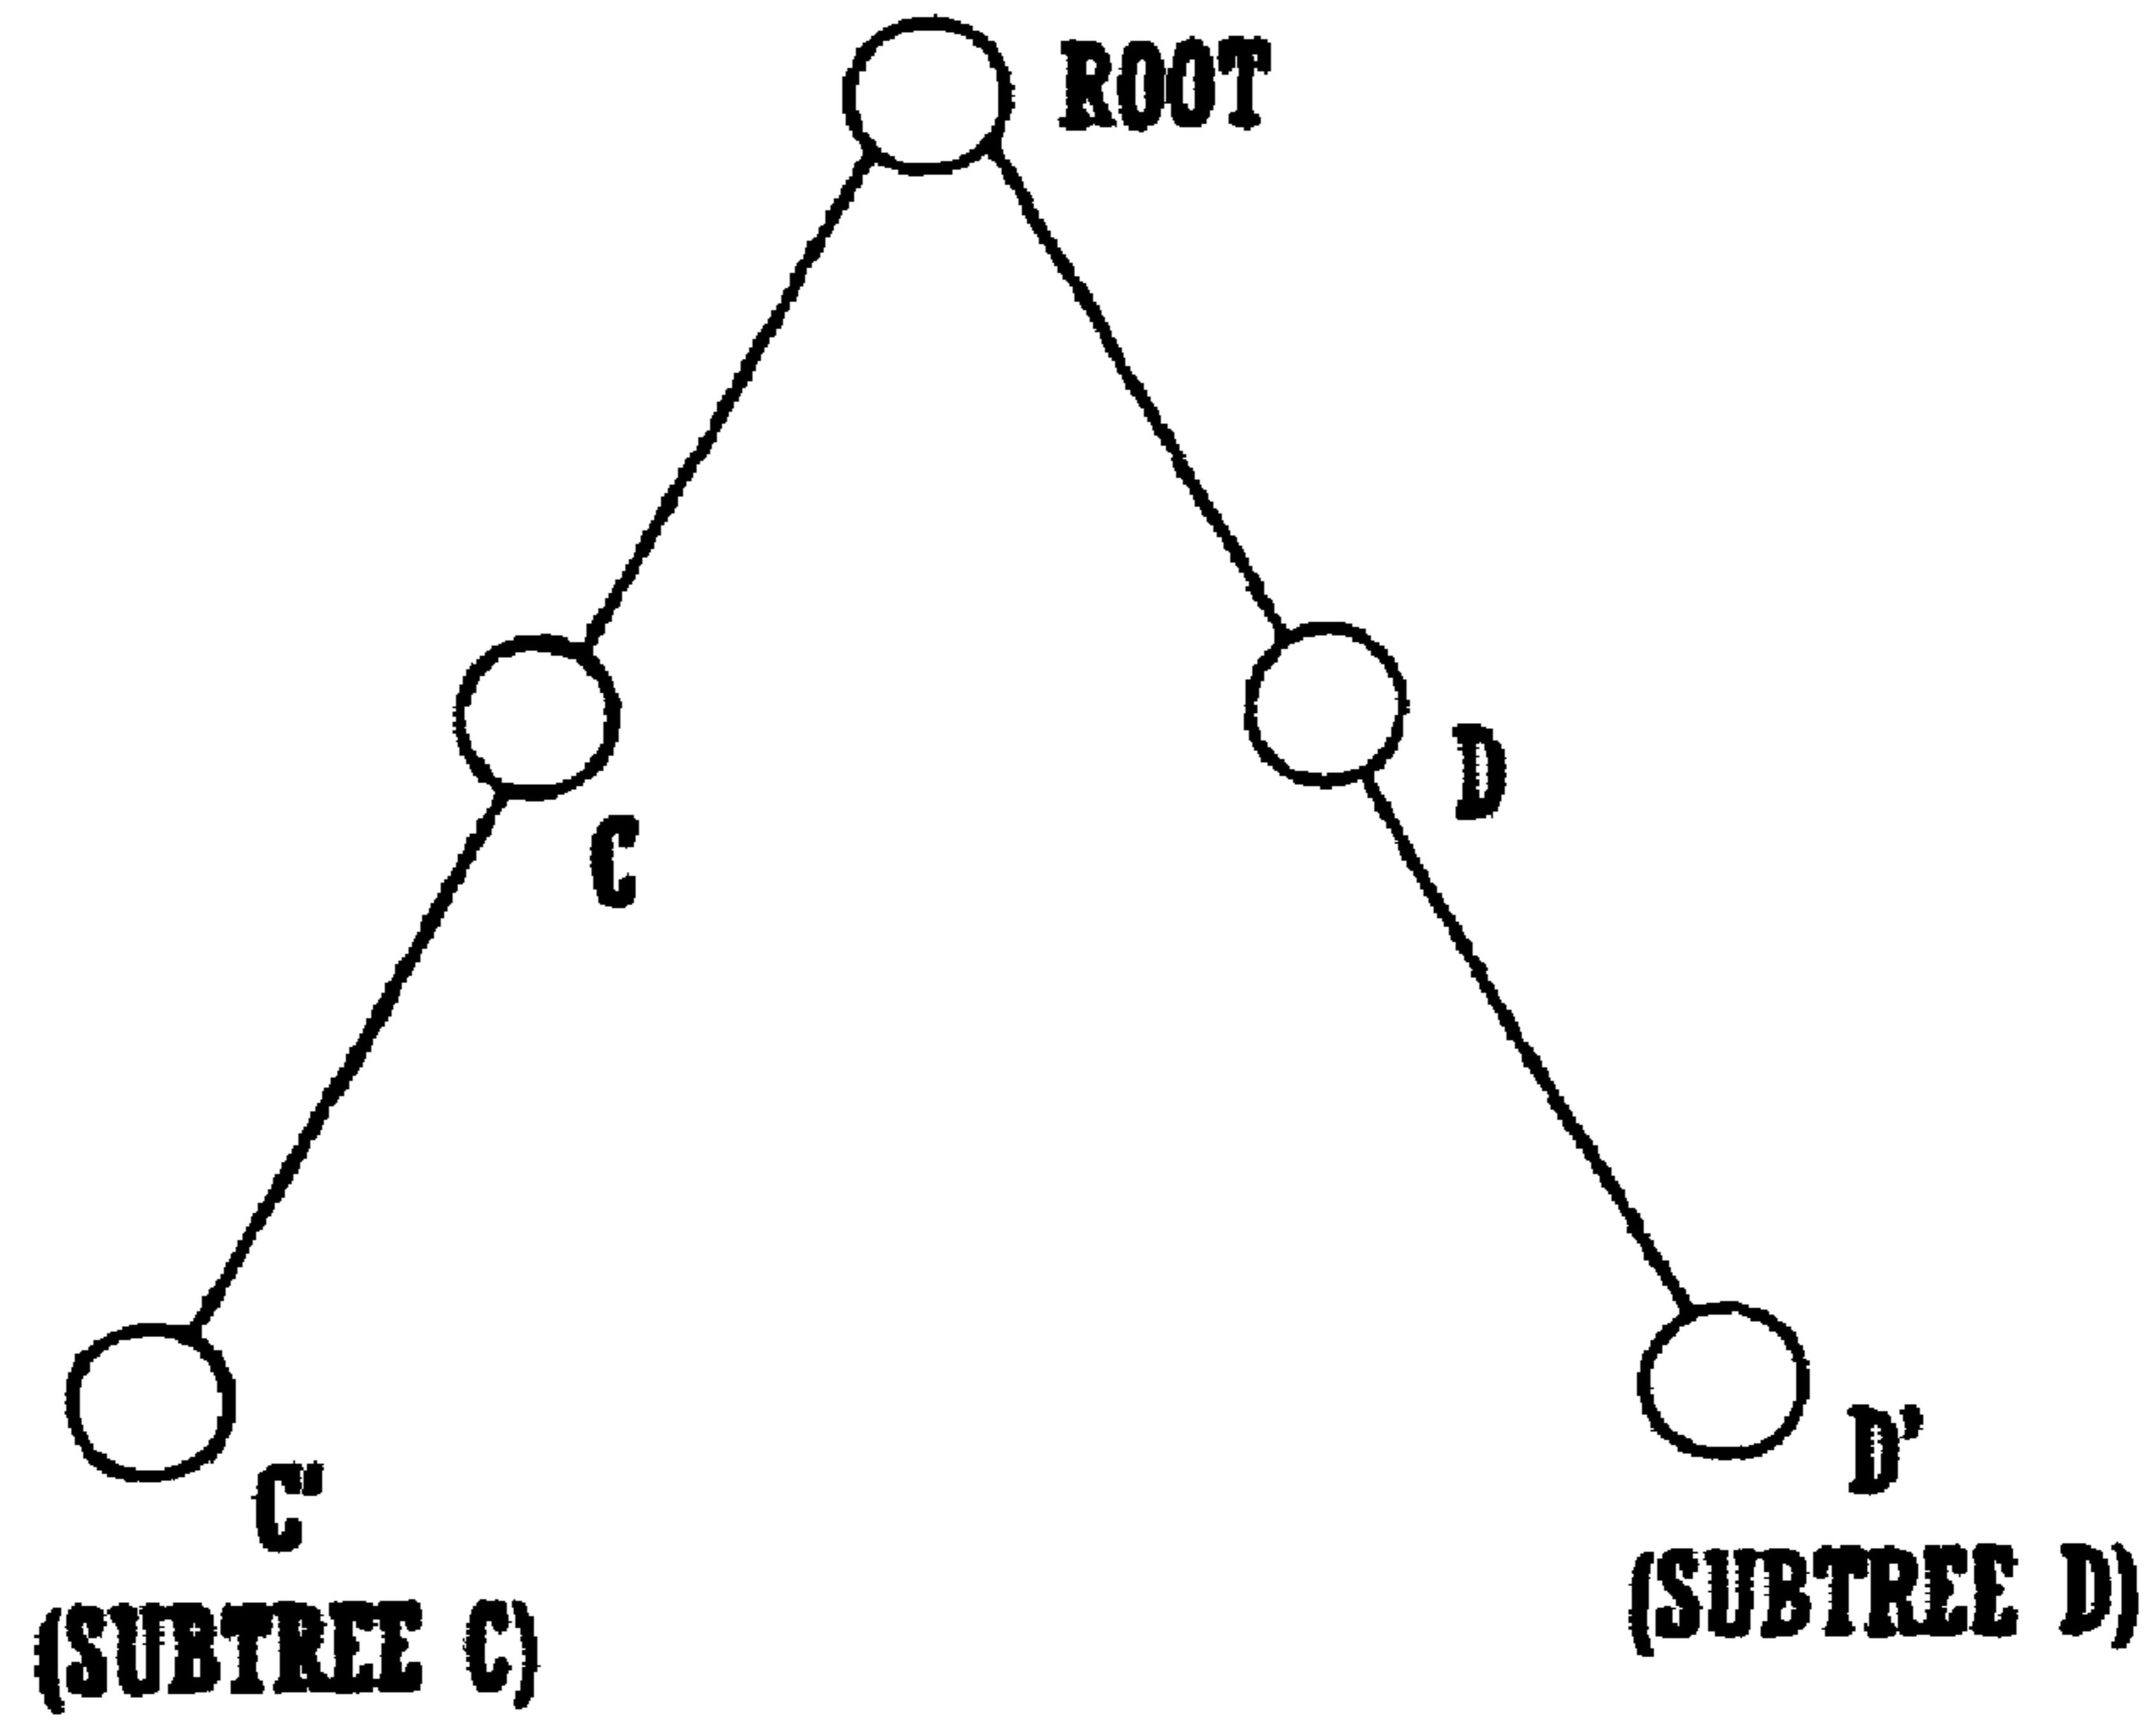 ROOT
D
C
D'
C'
(SUBTREE D)
(SUBTREE C)